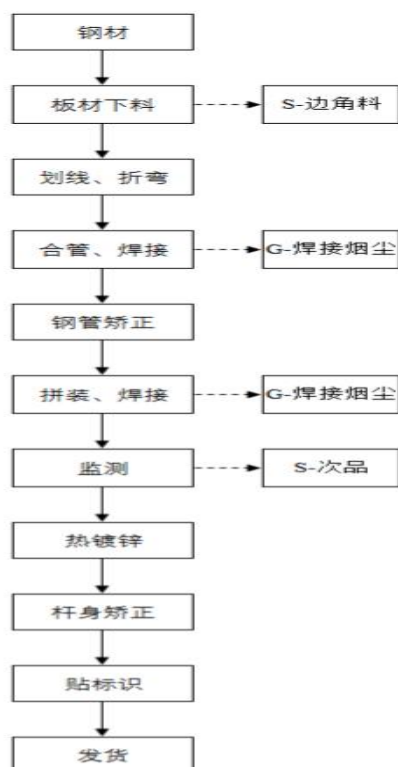 钢材
板材下料
S-边角料
划线、折弯
合管、焊接
G-焊接烟尘
钢管矫正
拼装、焊接
G-焊接烟尘
监测
S-次品
热镀锌
杆身矫正
贴标识
发货